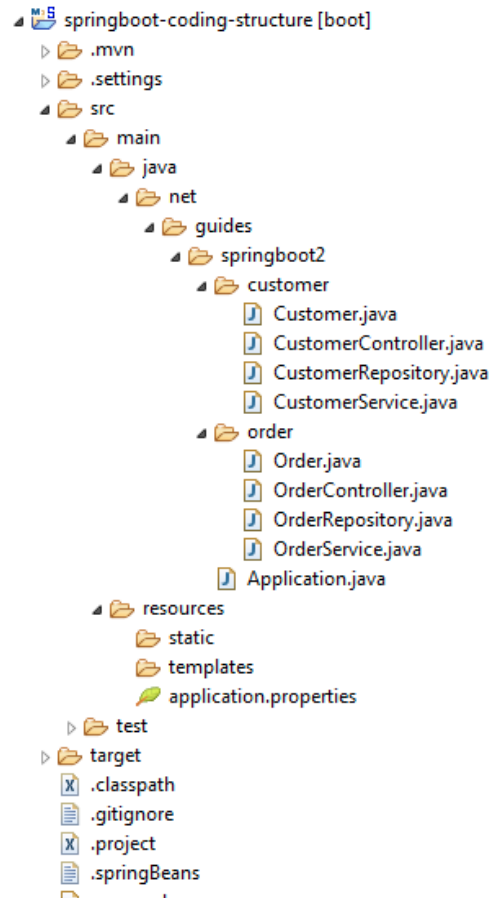 springboot-coding-structure [boot]
.mvn
.settings
src
main
java
net
guides
springboot2
customer
Customer.java
CustomerController.java
CustomerRepository.java
CustomerService.java
order
Order.java
OrderController.java
OrderRepository.java
OrderService.java
Application.java
resources
static
templates
application.properties
test
target
.classpath
.gitignore
.project
.springBeans